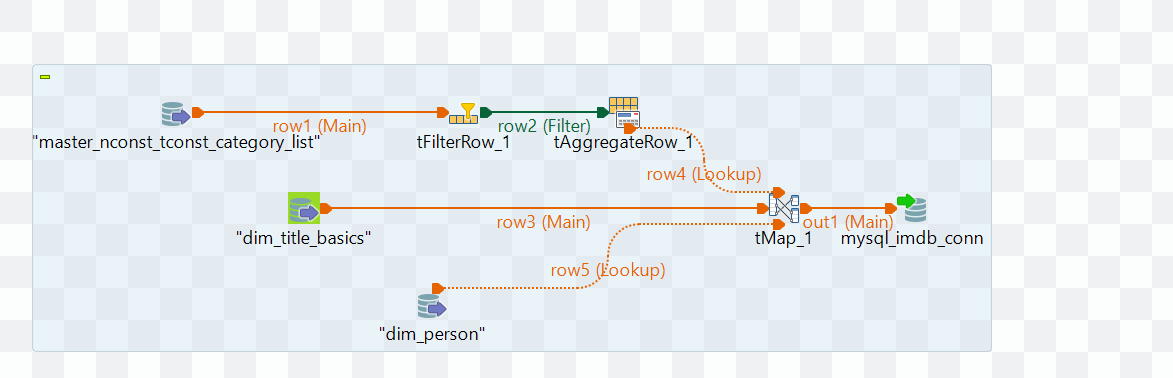 row1 (Main)
row2 (Filter)
"master_nconst_tconst_category_list"
tFilterRow_1
tAggregateRow_1
row4 (Lookup)
row3 (Main)
out1 (Main)
"dim_title_basics"
tMap_1
mysql_imdb_conn
row5 (Lookup)
"dim_person"